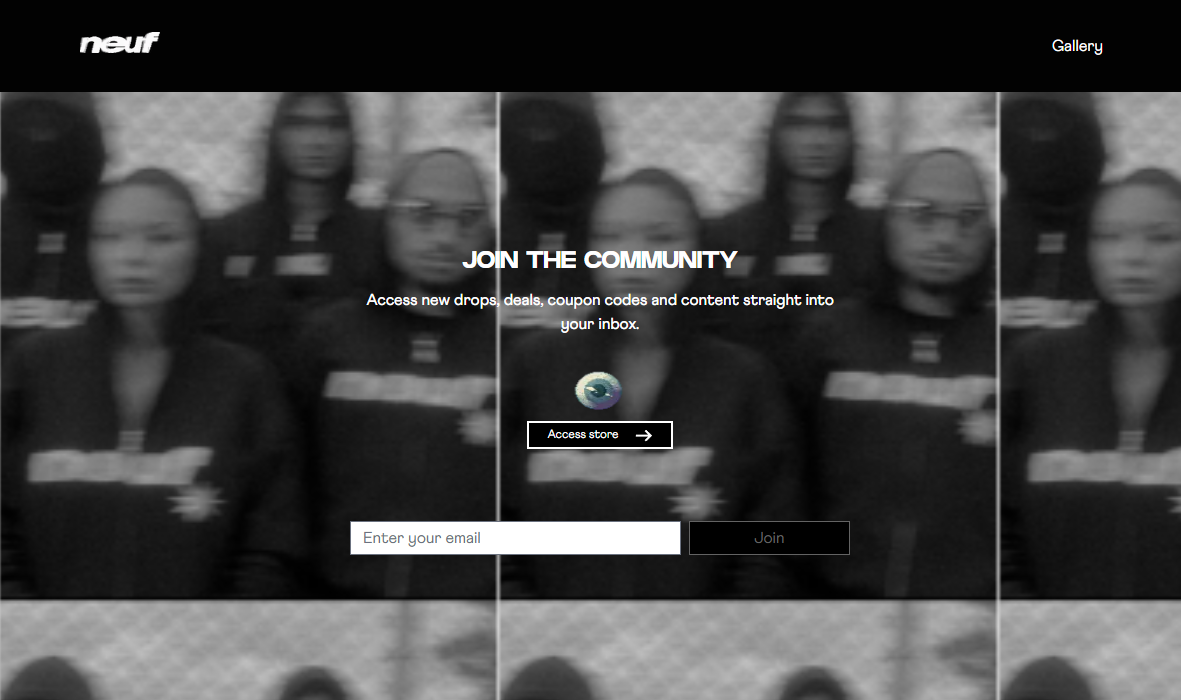 neuf
Gallery
JOIN THE COMMUNITY
Access new drops, deals, coupon codes and content straight into
your inbox.
Access store
Enter your email
Join